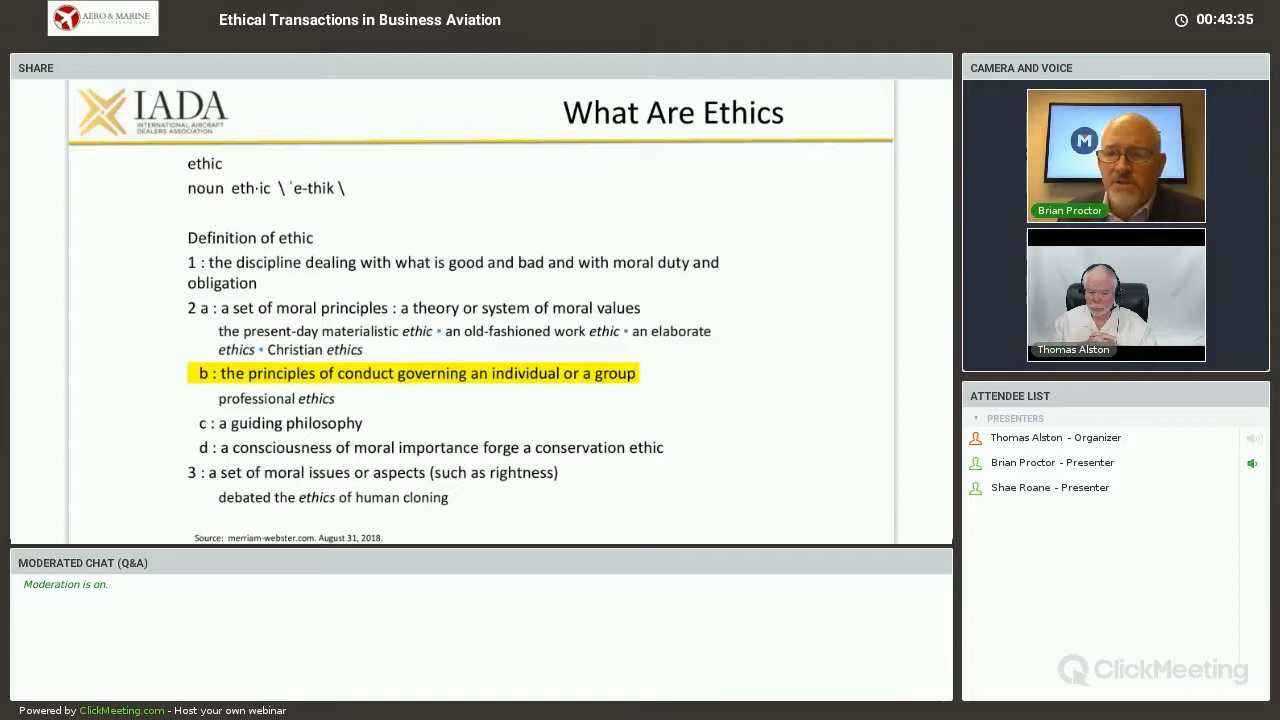 AERO & MARINE
Ethical Transactions in Business Aviation
00:43:35
SHARE
IADA
INTERNATIONAL AIRCRAFT
DEALERS ASSOCIATION
What Are Ethics
ethic
noun eth·ic \ ˈe-thik \
Definition of ethic
1 : the discipline dealing with what is good and bad and with moral duty and
obligation
2 a : a set of moral principles : a theory or system of moral values
the present-day materialistic ethic ▪ an old-fashioned work ethic ▪ an elaborate
ethics ▪ Christian ethics
b : the principles of conduct governing an individual or a group
professional ethics
c : a guiding philosophy
d : a consciousness of moral importance forge a conservation ethic
3 : a set of moral issues or aspects (such as rightness)
debated the ethics of human cloning
Source: merriam-webster.com. August 31, 2018.
MODERATED CHAT (Q&A)
Moderation is on.
CAMERA AND VOICE
M
Brian Proctor
Thomas Alston
ATTENDEE LIST
PRESENTERS
Thomas Alston - Organizer
Brian Proctor - Presenter
Shae Roane - Presenter
ClickMeeting
Powered by ClickMeeting.com - Host your own webinar